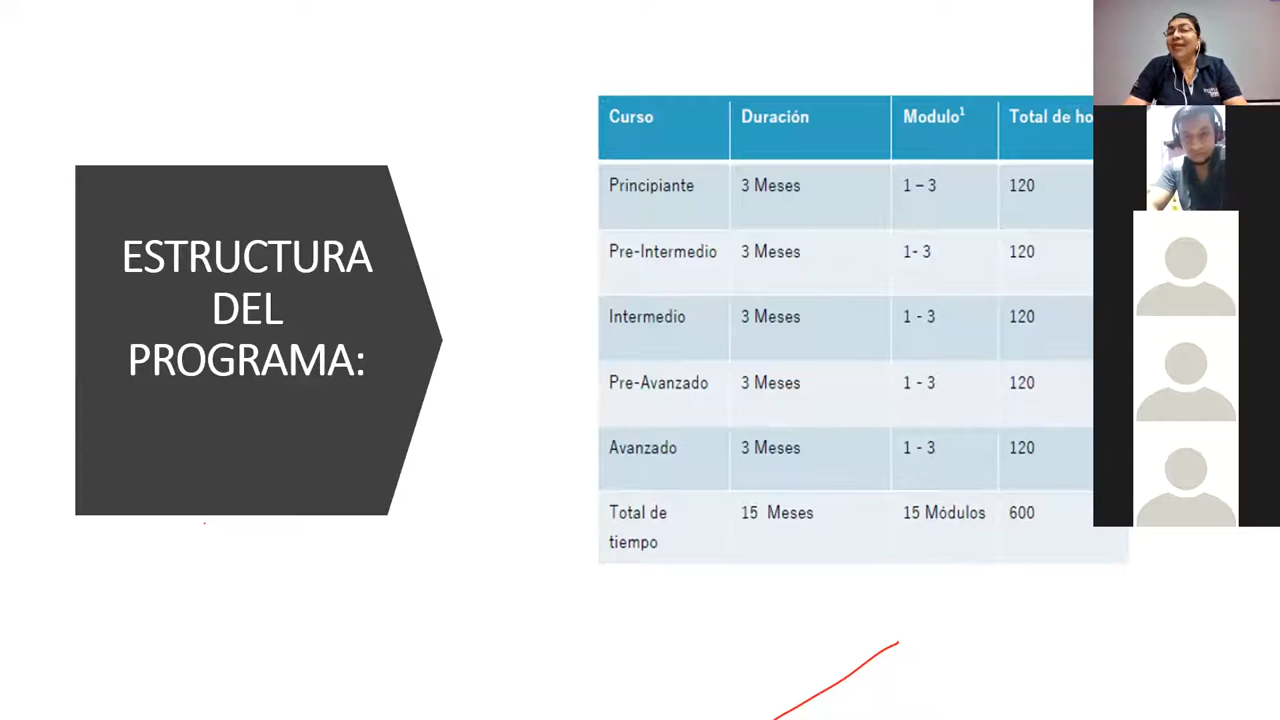 ESTRUCTURA
DEL
PROGRAMA:
Curso Duración Modulo¹ Total de ho
Principiante 3 Meses 1 – 3 120
Pre-Intermedio 3 Meses 1- 3 120
Intermedio 3 Meses 1 - 3 120
Pre-Avanzado 3 Meses 1 - 3 120
Avanzado 3 Meses 1 - 3 120
Total de 15 Meses 15 Módulos 600
tiempo